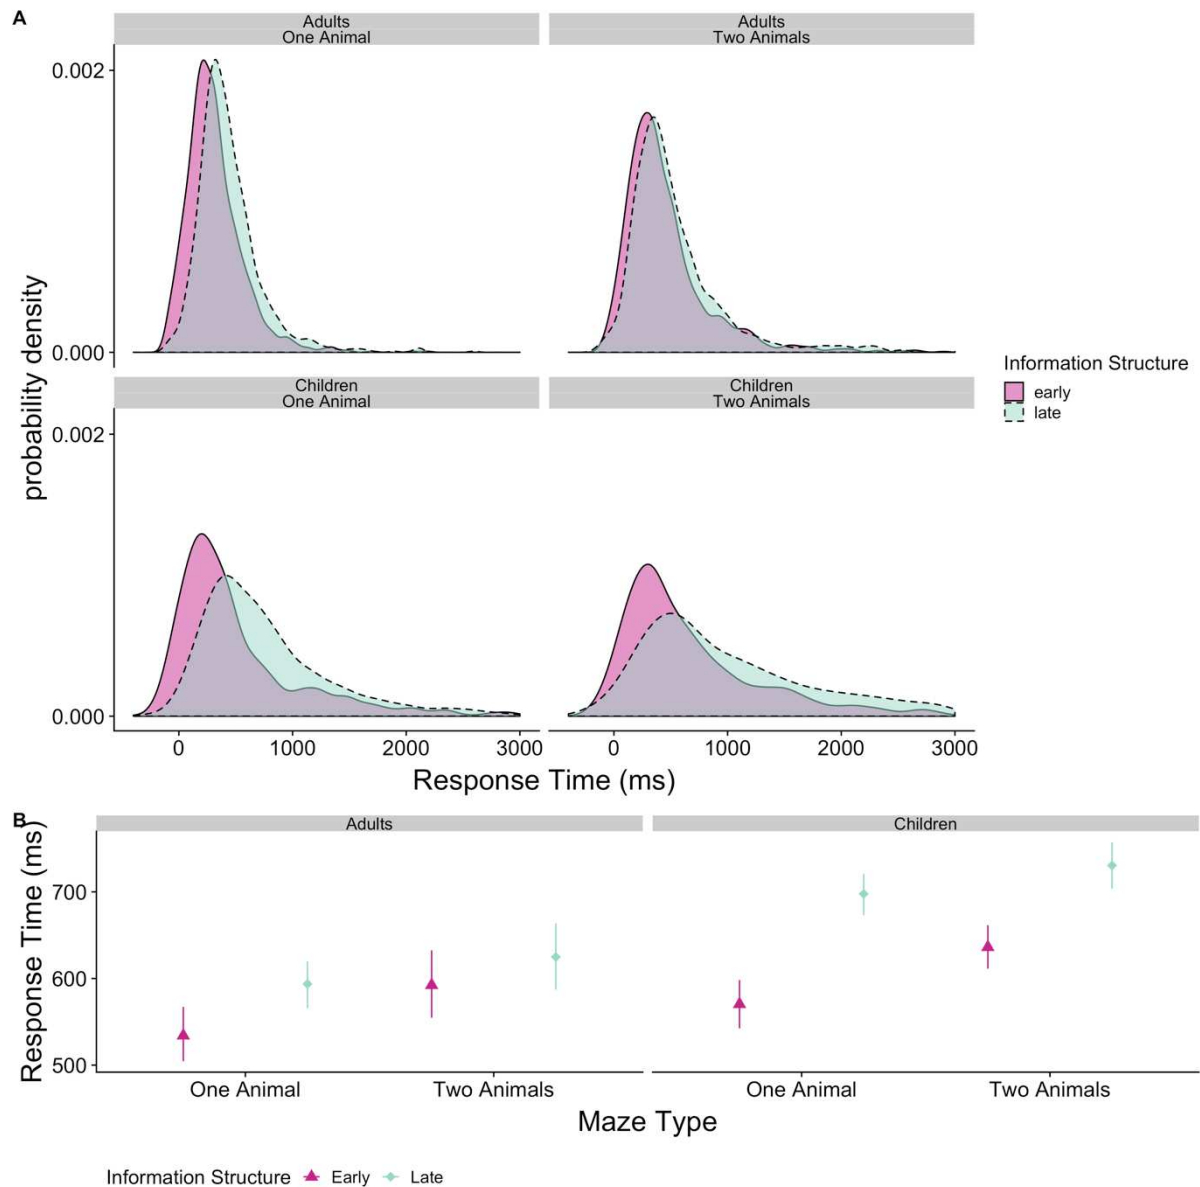 A
Adults
One Animal
Adults
Two Animals
0.002
0.000
Children
One Animal
Children
Two Animals
0.002
0.000
probability density
0 1000 2000 3000
0 1000 2000 3000
Response Time (ms)
Information Structure
early
late
B
Adults
Children
Response Time (ms)
700
600
500
One Animal
Two Animals
One Animal
Two Animals
Maze Type
Information Structure Early Late